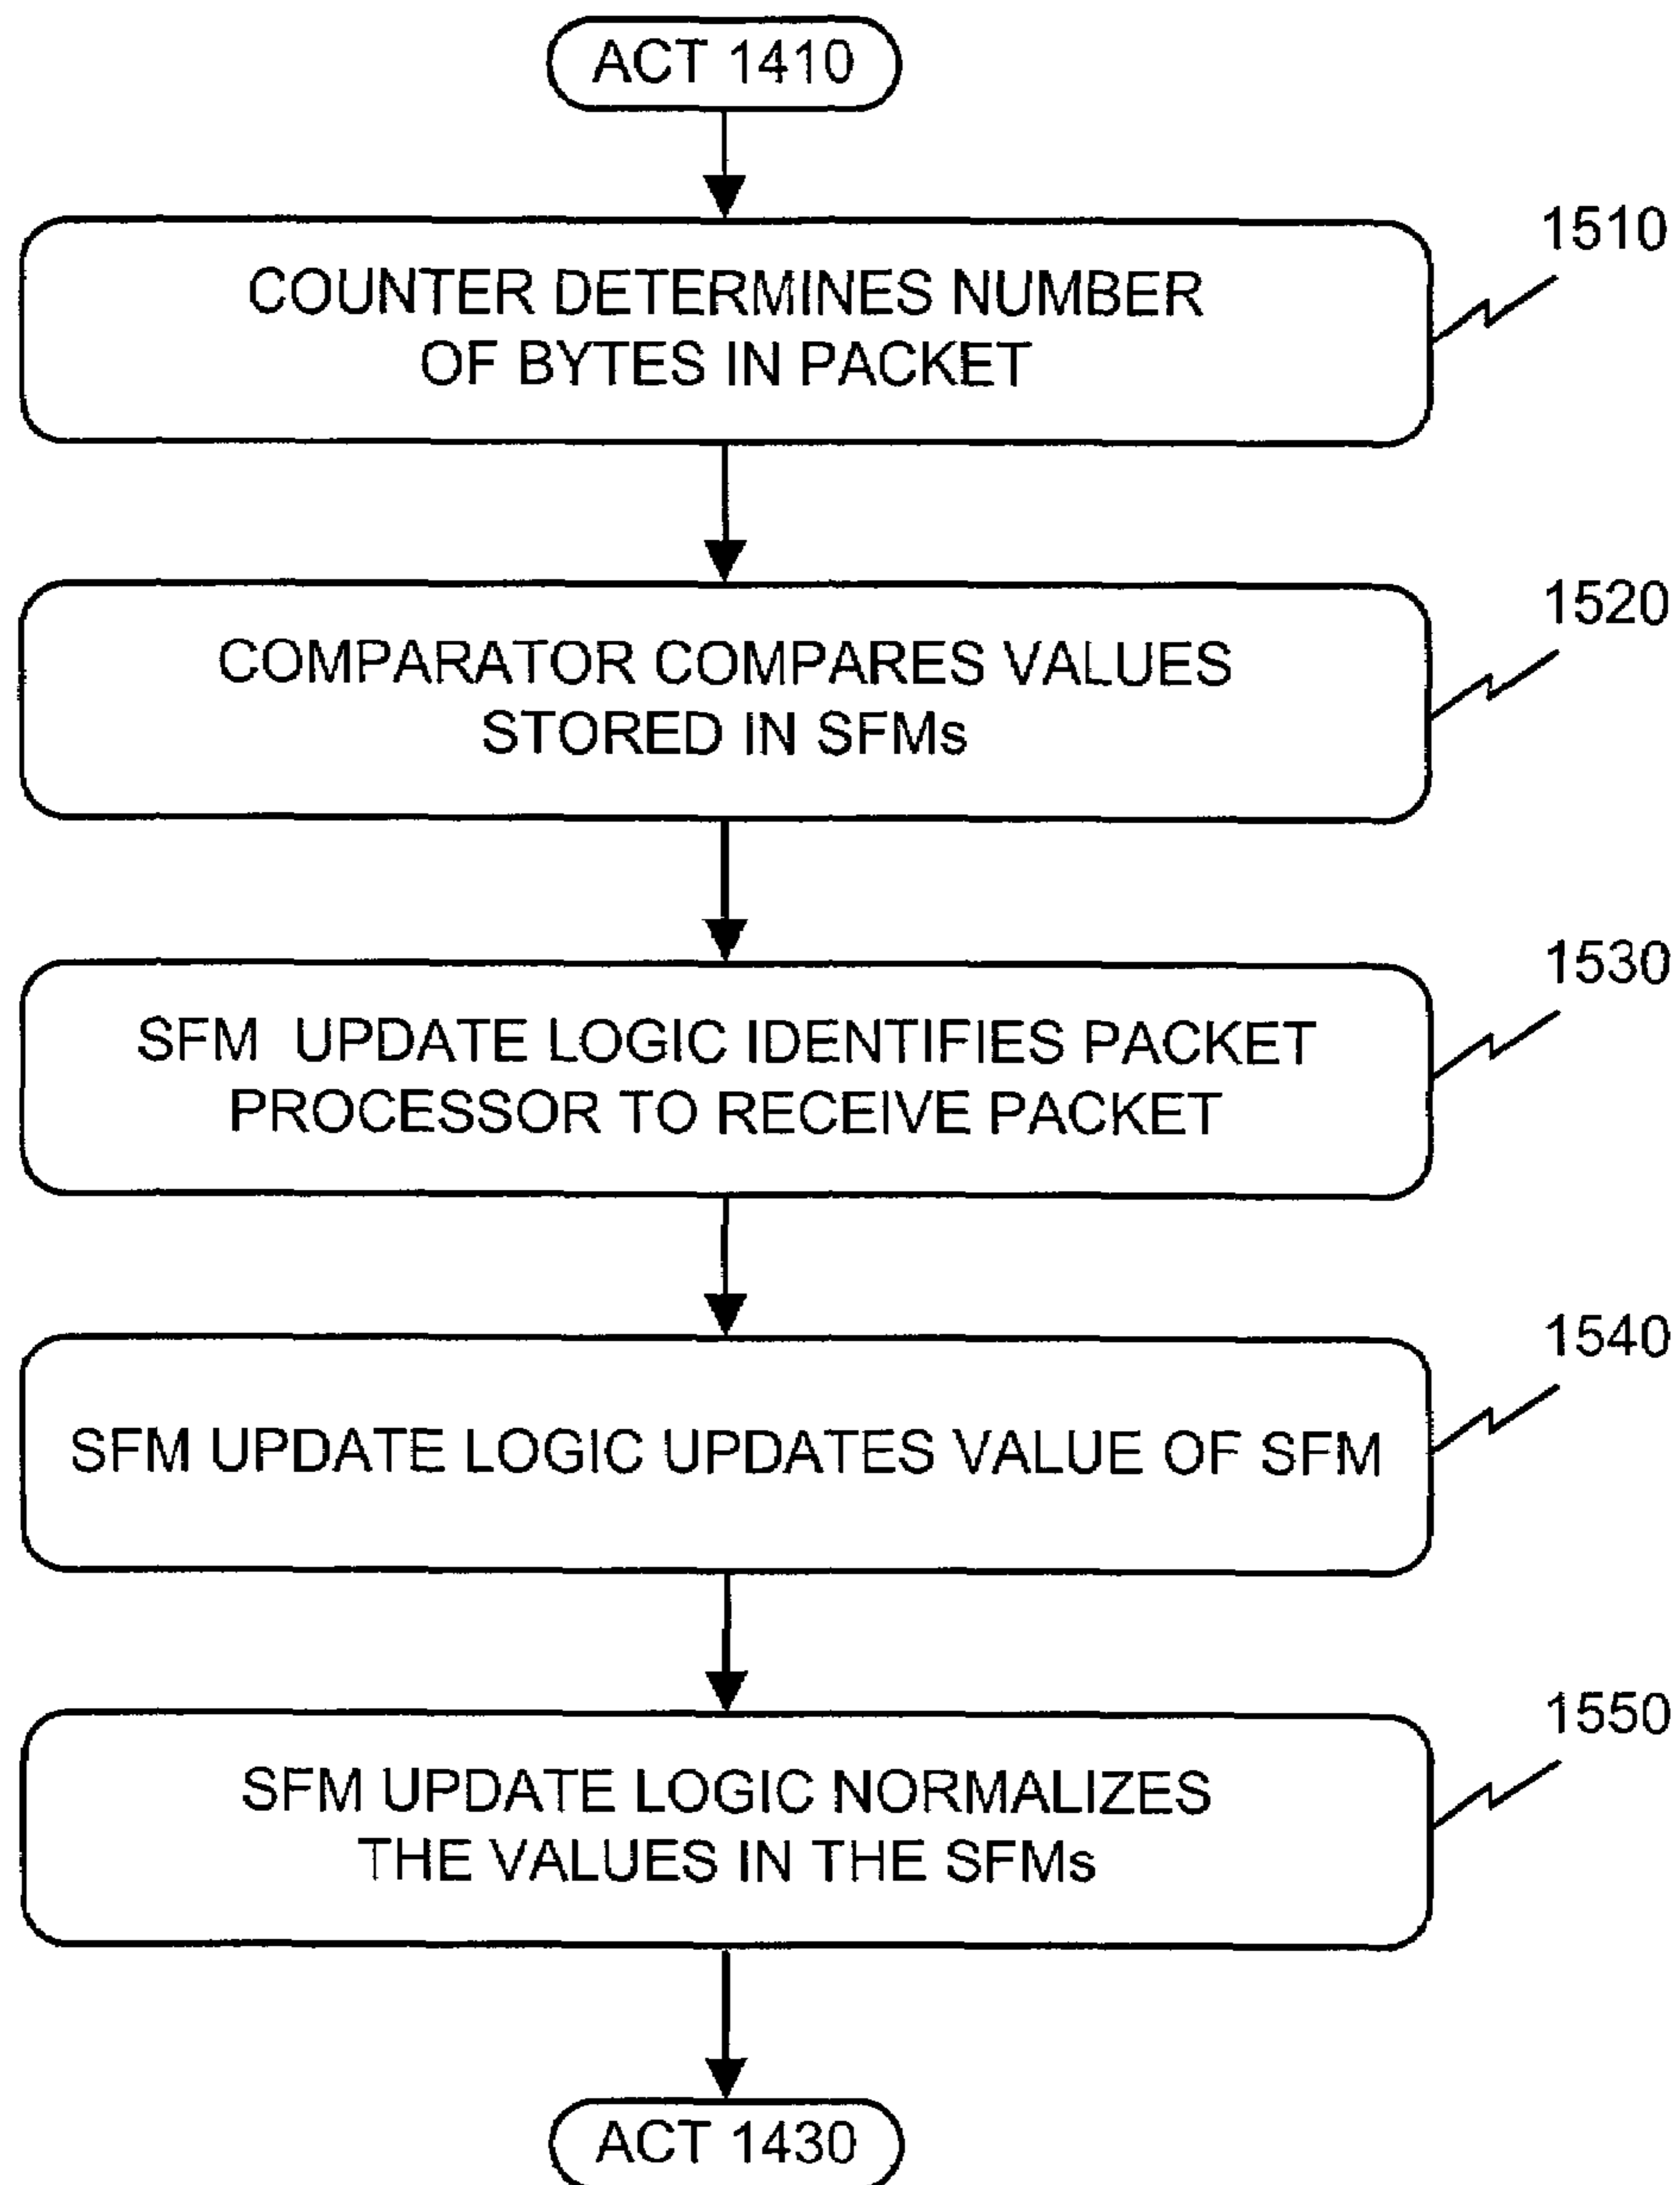 ACT 1410
1510
COUNTER DETERMINES NUMBER
OF BYTES IN PACKET
1520
COMPARATOR COMPARES VALUES
STORED IN SFMs
1530
SFM UPDATE LOGIC IDENTIFIES PACKET
PROCESSOR TO RECEIVE PACKET
1540
SFM UPDATE LOGIC UPDATES VALUE OF SFM
1550
SFM UPDATE LOGIC NORMALIZES
THE VALUES IN THE SFMs
ACT 1430